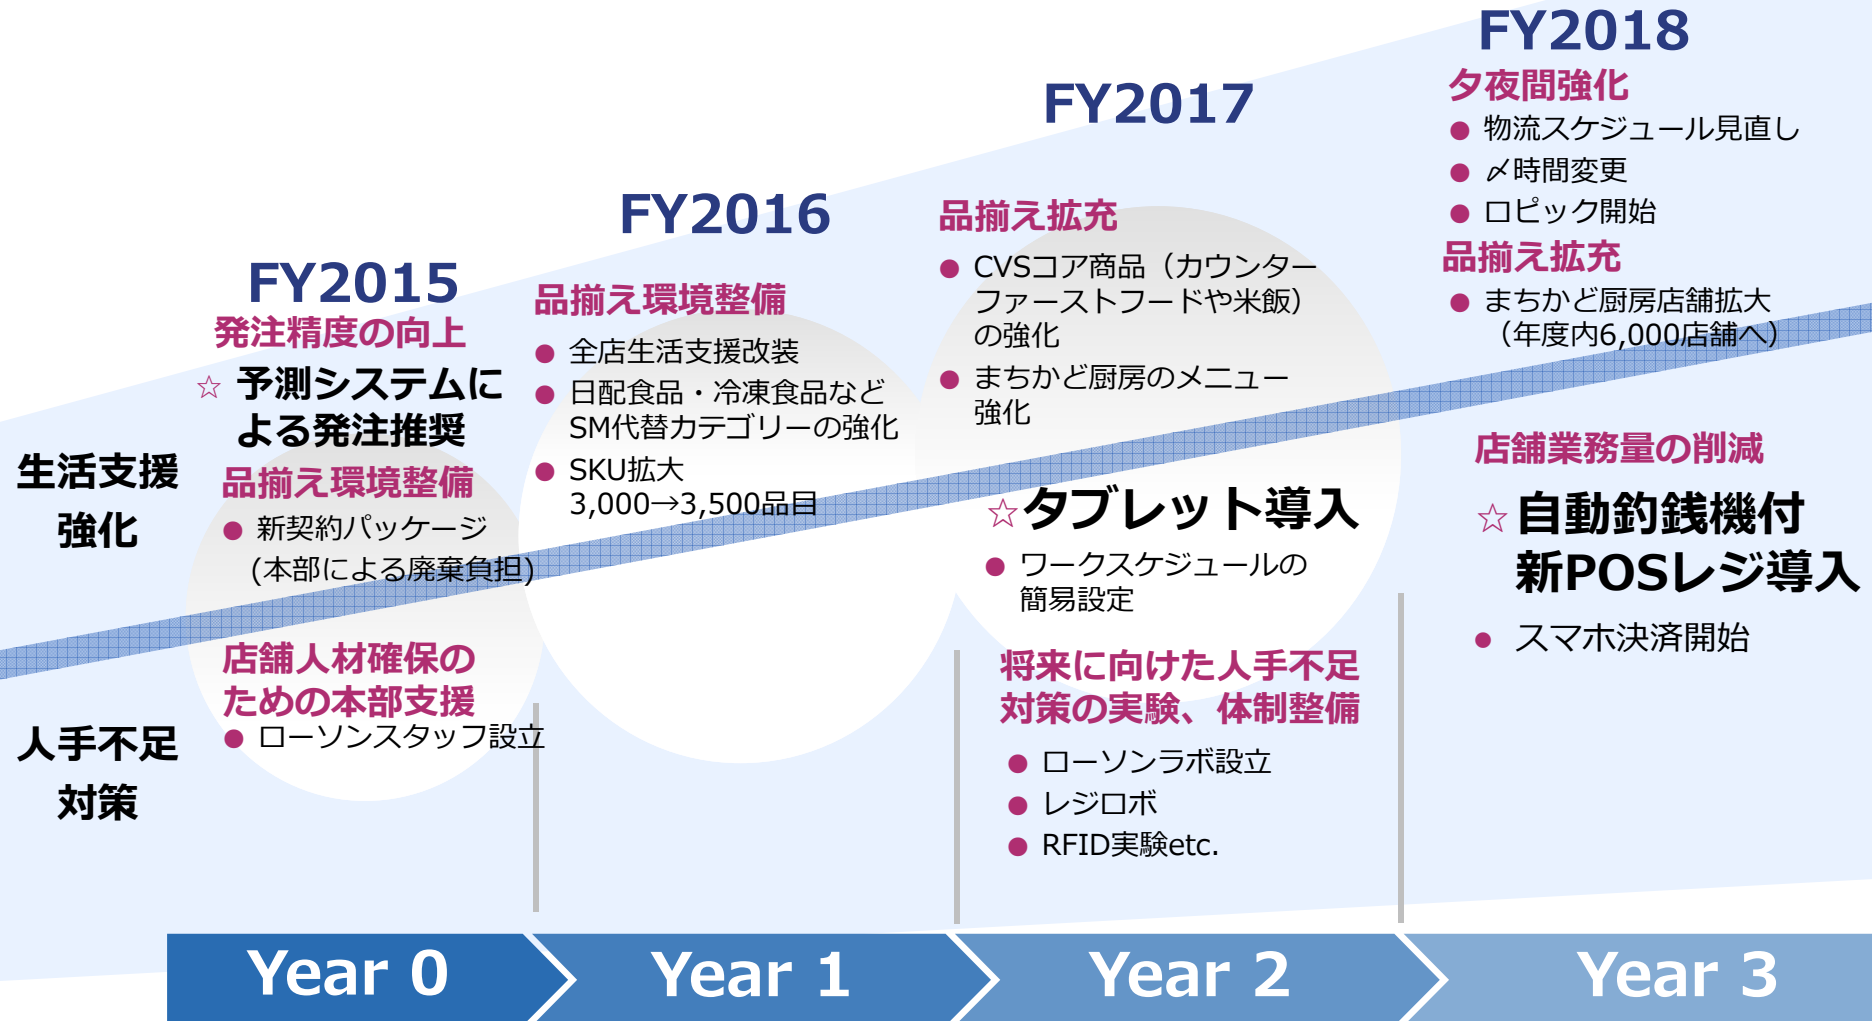 FY2015
発注精度の向上
☆ 予測システムに
よる発注推奨
品揃え環境整備
● 新契約パッケージ
(本部による廃棄負担)
FY2016
品揃え環境整備
● 全店生活支援改装
● 日配食品・冷凍食品など
SM代替カテゴリーの強化
● SKU拡大
3,000→3,500品目
FY2017
品揃え拡充
● CVSコア商品（カウンター
ファーストフードや米飯）
の強化
● まちかど厨房のメニュー
強化
FY2018
夕夜間強化
● 物流スケジュール見直し
● 〆時間変更
● ロピック開始
品揃え拡充
● まちかど厨房店舗拡大
（年度内6,000店舗へ）
生活支援
強化
人手不足
対策
店舗人材確保の
ための本部支援
● ローソンスタッフ設立
☆タブレット導入
● ワークスケジュールの
簡易設定
将来に向けた人手不足
対策の実験、体制整備
● ローソンラボ設立
● レジロボ
● RFID実験etc.
店舗業務量の削減
☆自動釣銭機付
新POSレジ導入
● スマホ決済開始
Year 0
Year 1
Year 2
Year 3